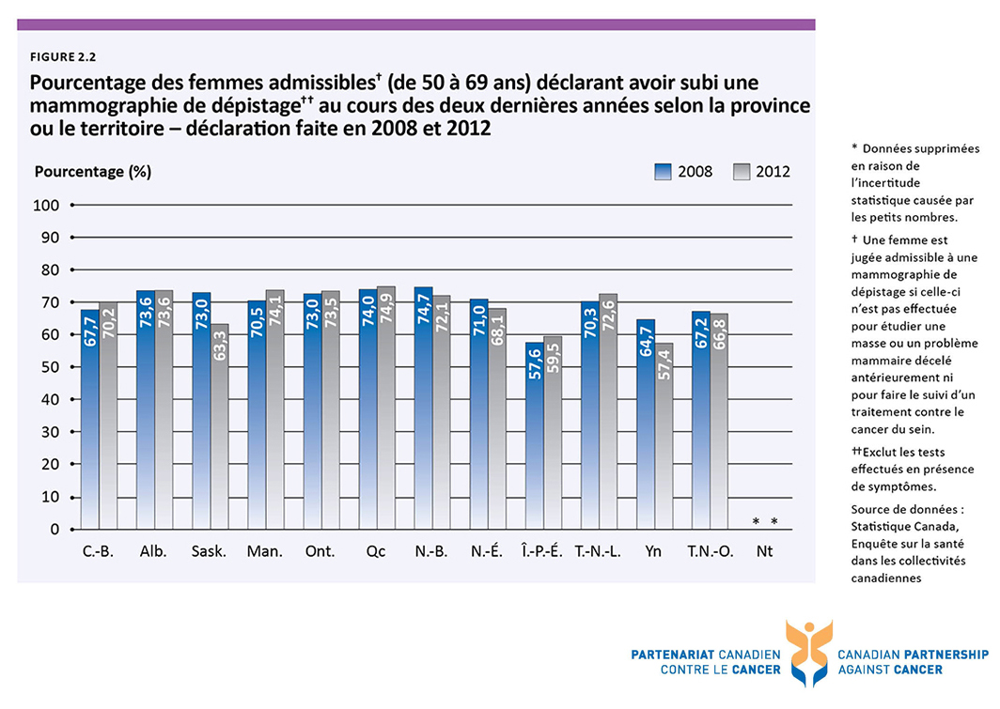 FIGURE 2.2
Pourcentage des femmes admissibles† (de 50 à 69 ans) déclarant avoir subi une
mammographie de dépistage†† au cours des deux dernières années selon la province
ou le territoire – déclaration faite en 2008 et 2012
Pourcentage (%)
2008 2012
100
90
80
70
60
50
40
30
20
10
0
67,7 70,2 73,6 73,6 73,0 63,3 70,5 74,1 73,0 73,5 74,0 74,9 74,7 72,1 71,0 68,1 57,6 59,5 70,3 72,6 64,7 57,4 67,2 66,8 * *
C.-B. Alb. Sask. Man. Ont. Qc N.-B. N.-É. Î.-P.-É. T.-N.-L. Yn T.N.-O. Nt
* Données supprimées
en raison de
l'incertitude
statistique causée par
les petits nombres.
† Une femme est
jugée admissible à une
mammographie de
dépistage si celle-ci
n'est pas effectuée
pour étudier une
masse ou un problème
mammaire décelé
antérieurement ni
pour faire le suivi d'un
traitement contre le
cancer du sein.
††Exclut les tests
effectués en présence
de symptômes.
Source de données :
Statistique Canada,
Enquête sur la santé
dans les collectivités
canadiennes
PARTENARIAT CANADIEN
CONTRE LE CANCER
CANADIAN PARTNERSHIP
AGAINST CANCER